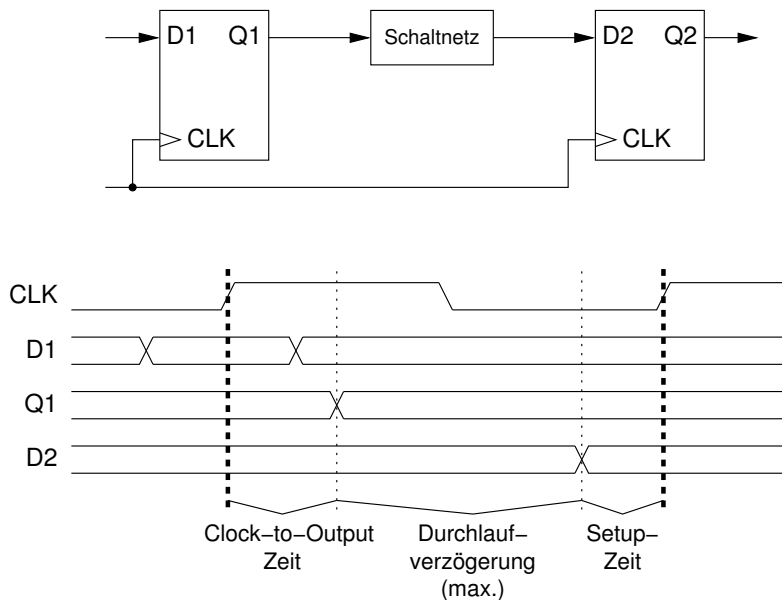 D1 Q1 Schaltnetz D2 Q2
CLK CLK
CLK
D1
Q1
D2
Clock−to−Output Durchlauf− Setup−
Zeit verzögerung Zeit
(max.)